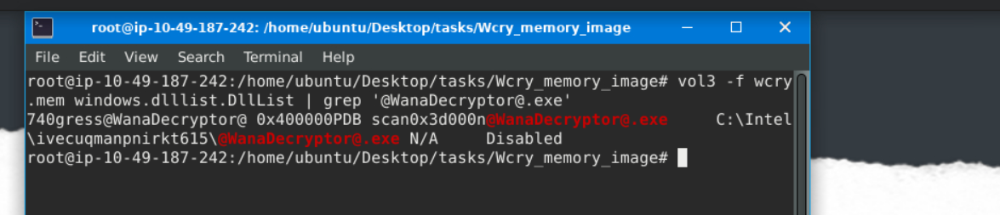 root@ip-10-49-187-242: /home/ubuntu/Desktop/tasks/Wcry_memory_image
File Edit View Search Terminal Help
root@ip-10-49-187-242:/home/ubuntu/Desktop/tasks/Wcry_memory_image# vol3 -f wcry
.mem windows.dlllist.DllList | grep '@WanaDecryptor@.exe'
740gress@WanaDecryptor@ 0x400000PDB scan0x3d000n@WanaDecryptor@.exe C:\Intel
\ivecuqmanpnirkt615\@WanaDecryptor@.exe N/A Disabled
root@ip-10-49-187-242:/home/ubuntu/Desktop/tasks/Wcry_memory_image#